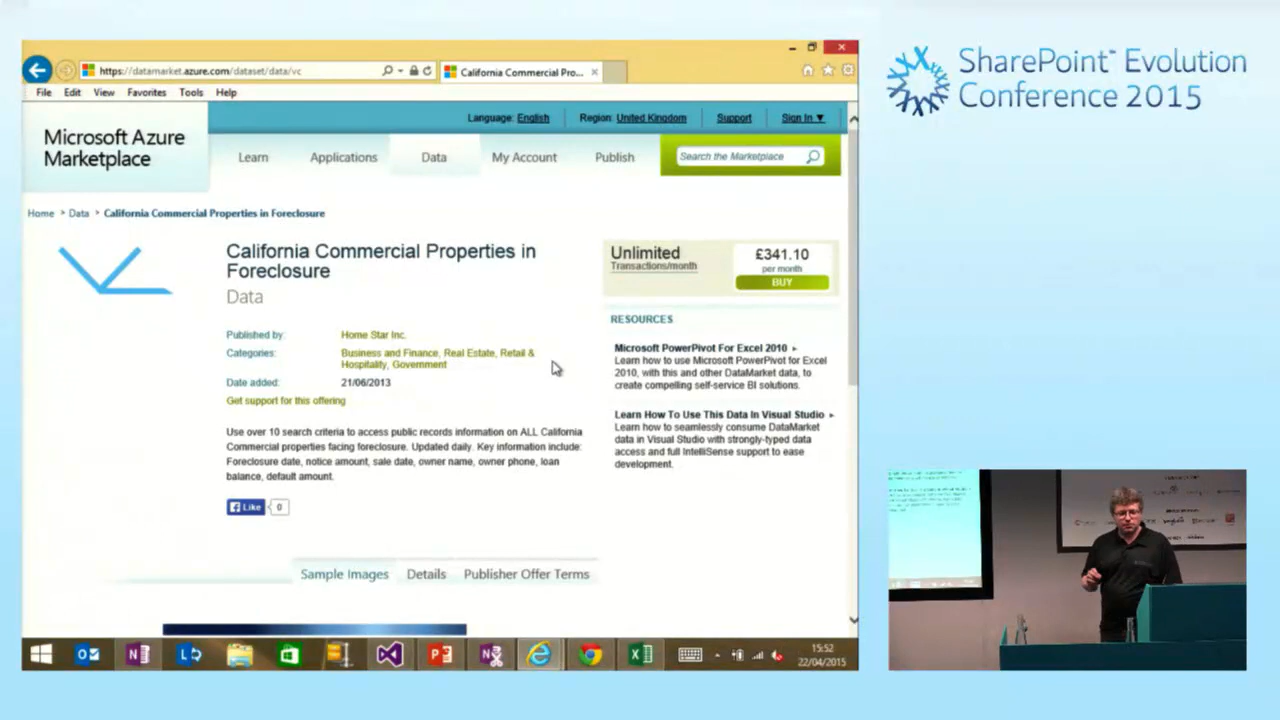 SharePoint™ Evolution
Conference 2015
https://datamarket.azure.com/dataset/data/vc
California Commercial Pro...
File Edit View Favorites Tools Help
Language: English Region: United Kingdom Support Sign In ▼
Microsoft Azure
Marketplace
Learn Applications Data My Account Publish
Search the Marketplace
Home > Data > California Commercial Properties in Foreclosure
California Commercial Properties in
Foreclosure
Data
Published by: Home Star Inc.
Categories: Business and Finance, Real Estate, Retail &
Hospitality, Government
Date added: 21/06/2013
Get support for this offering
Use over 10 search criteria to access public records information on ALL California
Commercial properties facing foreclosure. Updated daily. Key information include:
Foreclosure date, notice amount, sale date, owner name, owner phone, loan
balance, default amount.
Like 0
Unlimited
Transactions/month
£341.10
per month
BUY
RESOURCES
Microsoft PowerPivot For Excel 2010
Learn how to use Microsoft PowerPivot for Excel
2010, with this and other DataMarket data, to
create compelling self-service BI solutions.
Learn How To Use This Data In Visual Studio
Learn how to seamlessly consume DataMarket
data in Visual Studio with strongly-typed data
access and full IntelliSense support to ease
development.
Sample Images Details Publisher Offer Terms
15:52
22/04/2015